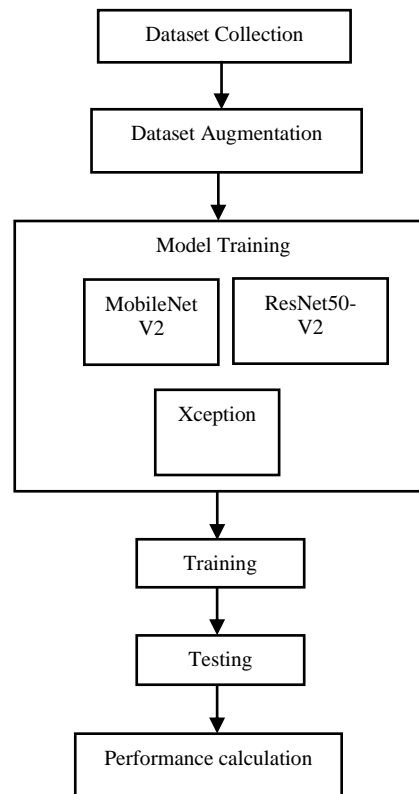 Dataset Collection
Dataset Augmentation
Model Training
MobileNet
V2
ResNet50-
V2
Xception
Training
Testing
Performance calculation